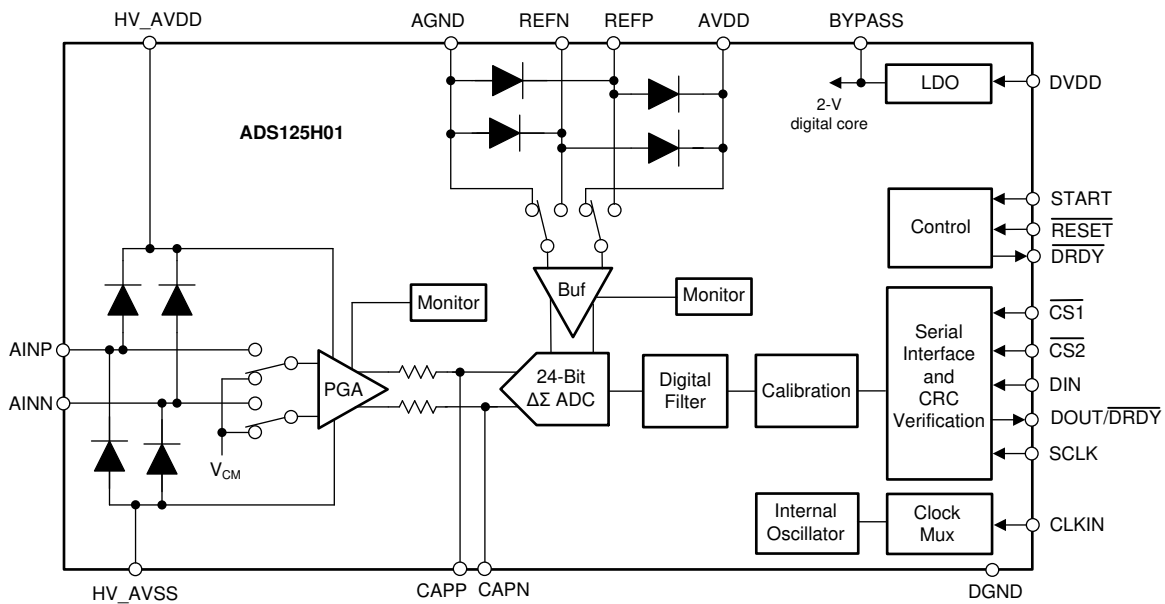 HV_AVDD
AGND
REFN
REFP
AVDD
BYPASS
LDO
DVDD
2-V
digital core
ADS125H01
START
Control
RESET
DRDY
Buf
Monitor
Monitor
CS1
Serial
Interface
and
CRC
Verification
CS2
AINP
PGA
24-Bit
ΔΣ ADC
Digital
Filter
Calibration
DIN
AINN
DOUT/DRDY
VCM
SCLK
Internal
Oscillator
Clock
Mux
CLKIN
HV_AVSS
CAPP
CAPN
DGND